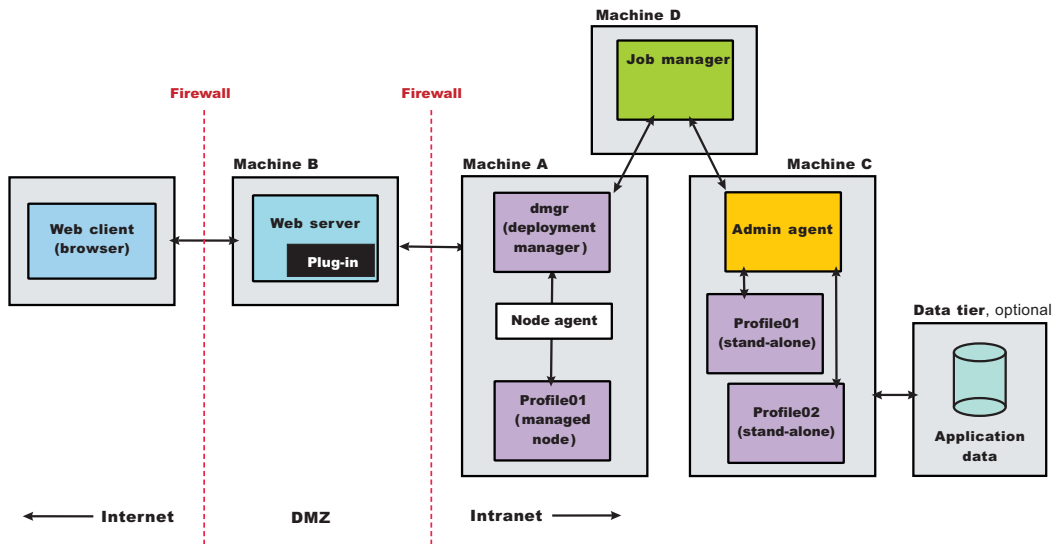 Machine D
Job manager
Firewall
Firewall
Machine B
Machine A
Machine C
Web client
(browser)
Web server
Plug-in
dmgr
(deployment
manager)
Node agent
Profile01
(managed
node)
Admin agent
Profile01
(stand-alone)
Profile02
(stand-alone)
Data tier, optional
Application
data
Internet
DMZ
Intranet